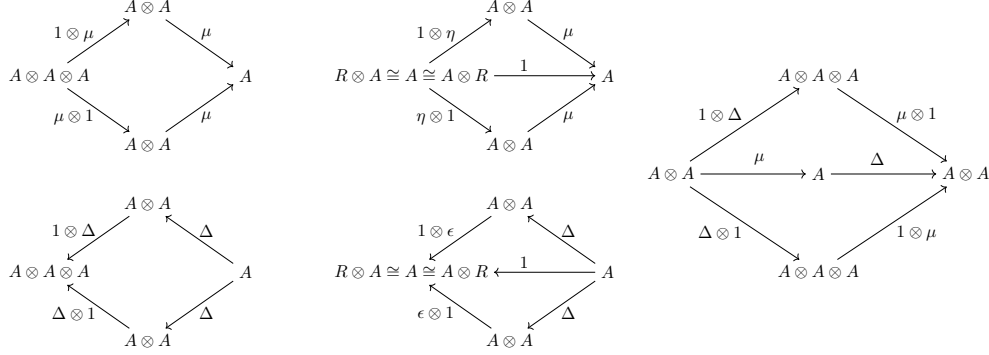 A ⊗ A
1 ⊗ μ
μ
A ⊗ A ⊗ A
A
μ ⊗ 1
μ
A ⊗ A
A ⊗ A
1 ⊗ η
μ
R ⊗ A ≅ A ≅ A ⊗ R
1
A
η ⊗ 1
μ
A ⊗ A
A ⊗ A
1 ⊗ Δ
Δ
A ⊗ A ⊗ A
A
Δ ⊗ 1
Δ
A ⊗ A
A ⊗ A
1 ⊗ ϵ
Δ
R ⊗ A ≅ A ≅ A ⊗ R
1
A
ϵ ⊗ 1
Δ
A ⊗ A
A ⊗ A ⊗ A
1 ⊗ Δ
μ ⊗ 1
A ⊗ A
μ
A
Δ
A ⊗ A
Δ ⊗ 1
1 ⊗ μ
A ⊗ A ⊗ A